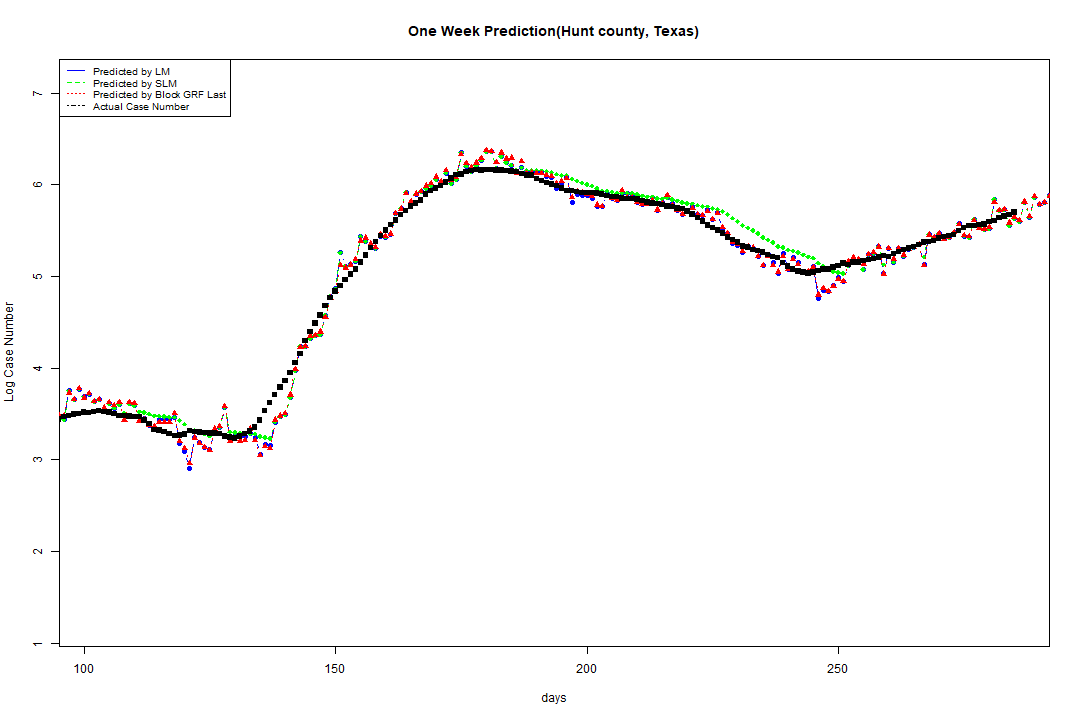 One Week Prediction(Hunt county, Texas)
Predicted by LM
Predicted by SLM
Predicted by Block GRF Last
Actual Case Number
7
6
5
4
3
2
1
Log Case Number
100 150 200 250
days